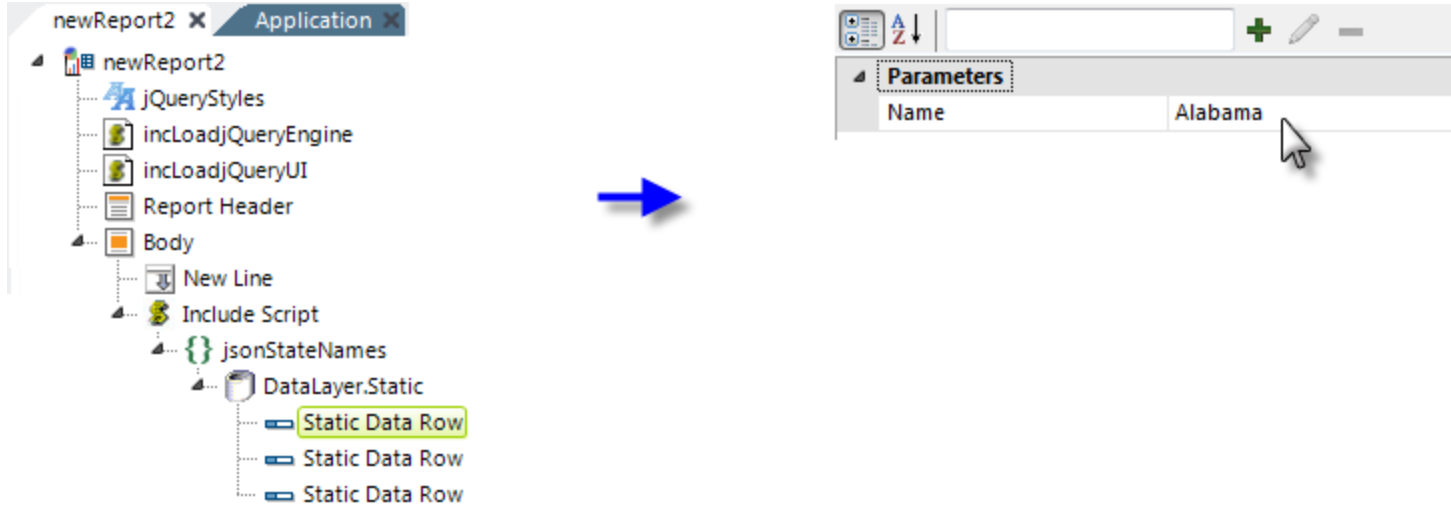 newReport2 Application
newReport2
jQueryStyles
incLoadjQueryEngine
incLoadjQueryUI
Report Header
Body
New Line
Include Script
{} jsonStateNames
DataLayer.Static
Static Data Row
Static Data Row
Static Data Row
A Z
Parameters
Name Alabama